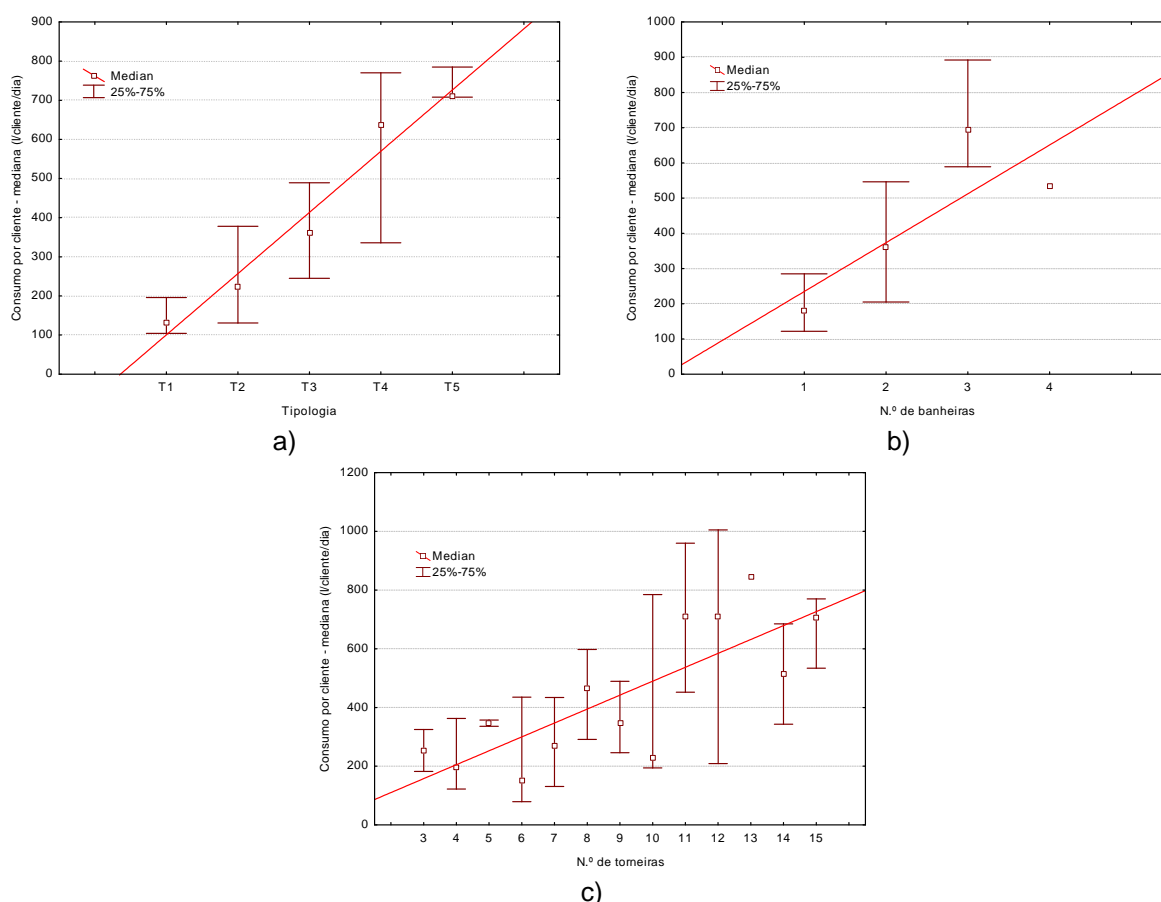 900
800
700
600
500
400
300
200
100
0
Consumo por cliente - mediana (l/cliente/dia)
Median
25%-75%
T1 T2 T3 T4 T5
Tipologia
a)
1000
900
800
700
600
500
400
300
200
100
0
Consumo por cliente - mediana (l/cliente/dia)
Median
25%-75%
1 2 3 4
N.º de banheiras
b)
1200
1000
800
600
400
200
0
Consumo por cliente - mediana (l/cliente/dia)
Median
25%-75%
3 4 5 6 7 8 9 10 11 12 13 14 15
N.º de torneiras
c)